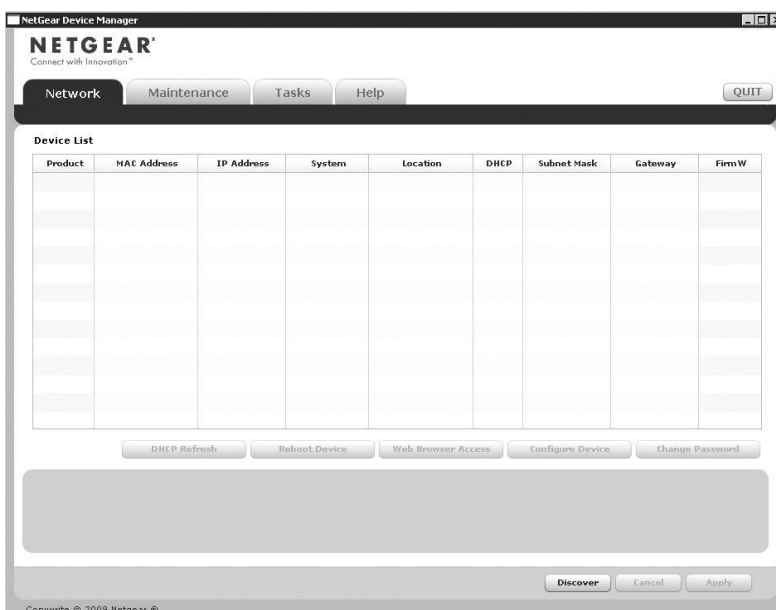 NetGear Device Manager
NETGEAR®
Connect with Innovation™
Network Maintenance Tasks Help QUIT
Device List
Product MAC Address IP Address System Location DHCP Subnet Mask Gateway Firm W
DHCP Refresh Reboot Device Web Browser Access Configure Device Change Password
Discover Cancel Apply
Copywrite © 2009 Netgear ®